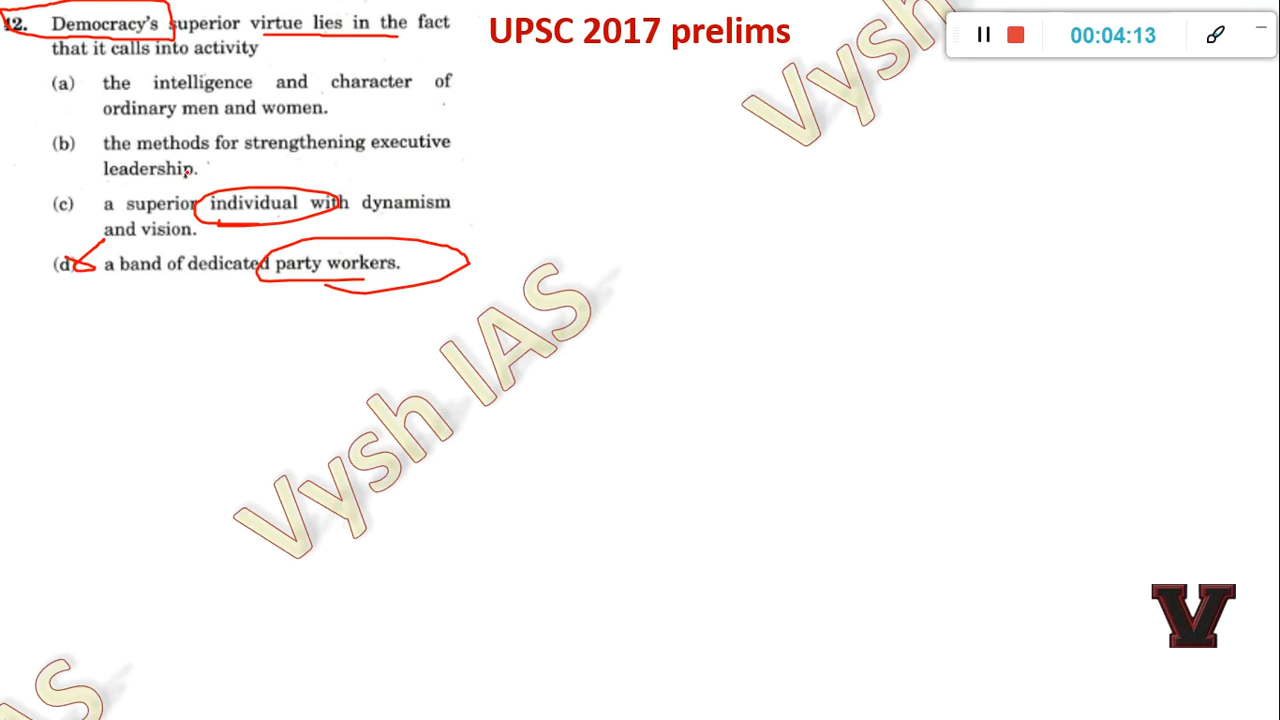 UPSC 2017 prelims
00:04:13
12. Democracy's superior virtue lies in the fact
that it calls into activity
(a) the intelligence and character of
ordinary men and women.
(b) the methods for strengthening executive
leadership.
(c) a superior individual with dynamism
and vision.
(d) a band of dedicated party workers.
Vysh
Vysh IAS
AS
V